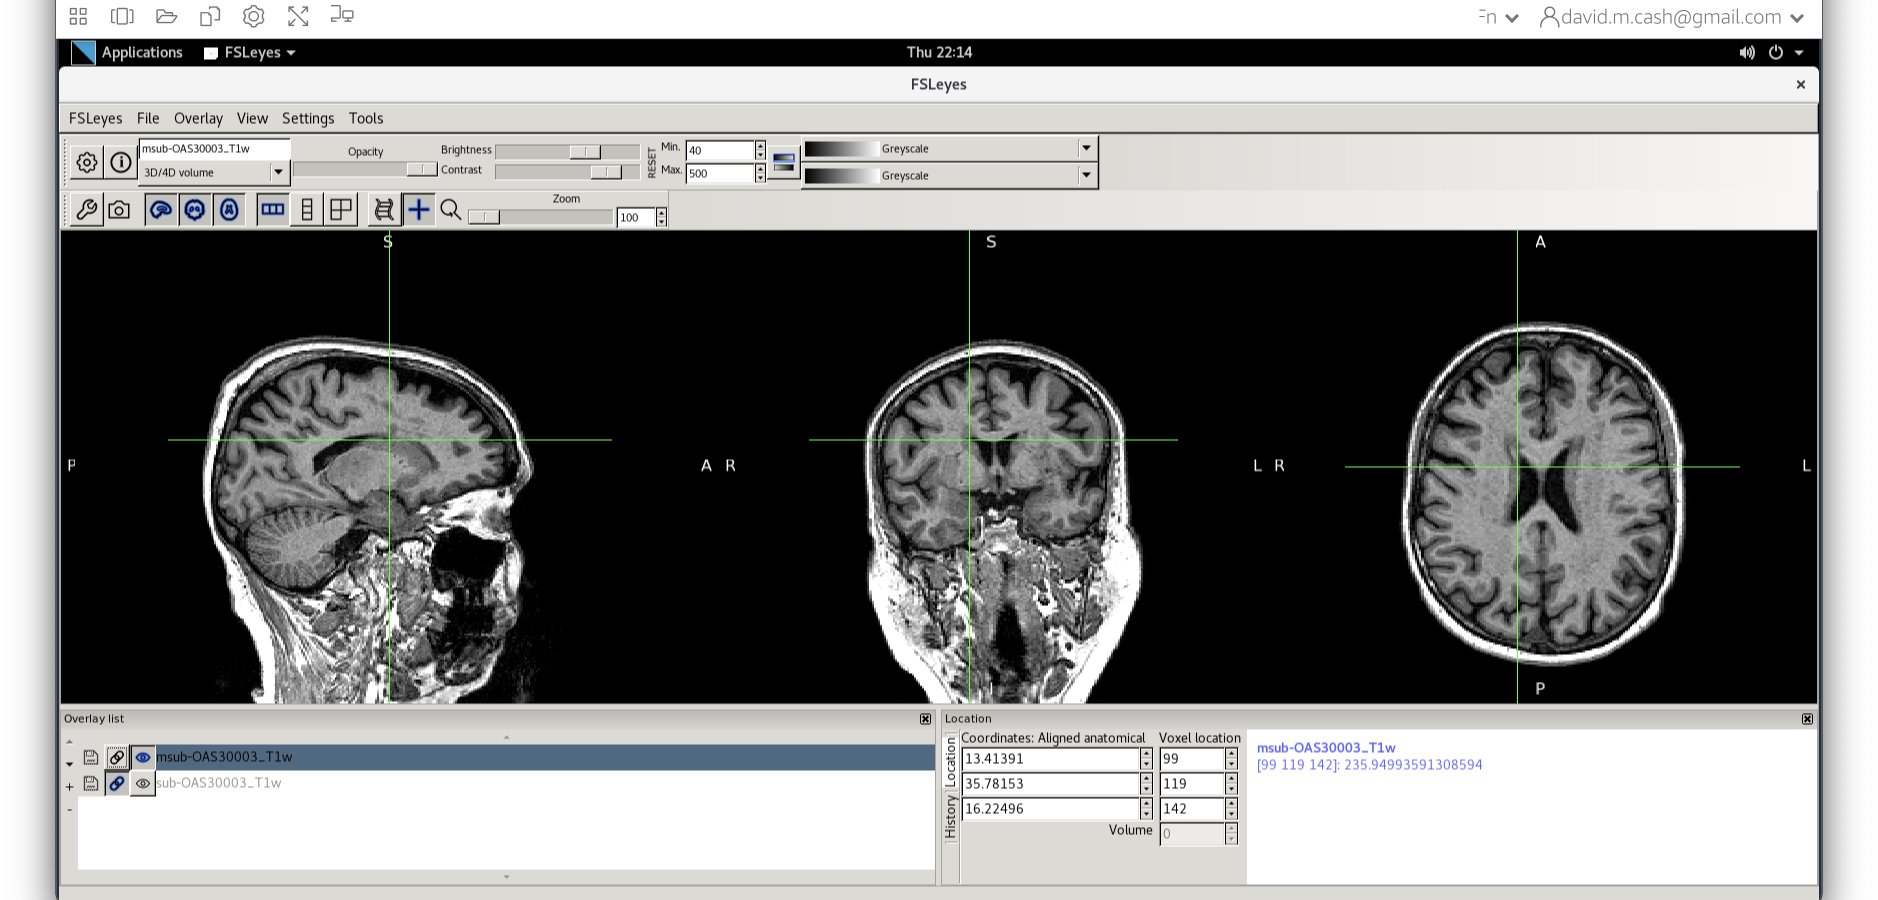 david.m.cash@gmail.com
Applications FSLeyes Thu 22:14
FSLeyes
FSLeyes File Overlay View Settings Tools
msub-OAS30003_T1w
3D/4D volume
Opacity
Brightness
Contrast
RESET
Min. 40
Max. 500
Greyscale
Greyscale
Zoom
100
S S A
P A R L R L
P
Overlay list
msub-OAS30003_T1w
sub-OAS30003_T1w
Location
Location
History
Coordinates: Aligned anatomical Voxel location
13.41391 99
35.78153 119
16.22496 142
Volume 0
msub-OAS30003_T1w
[99 119 142]: 235.94993591308594